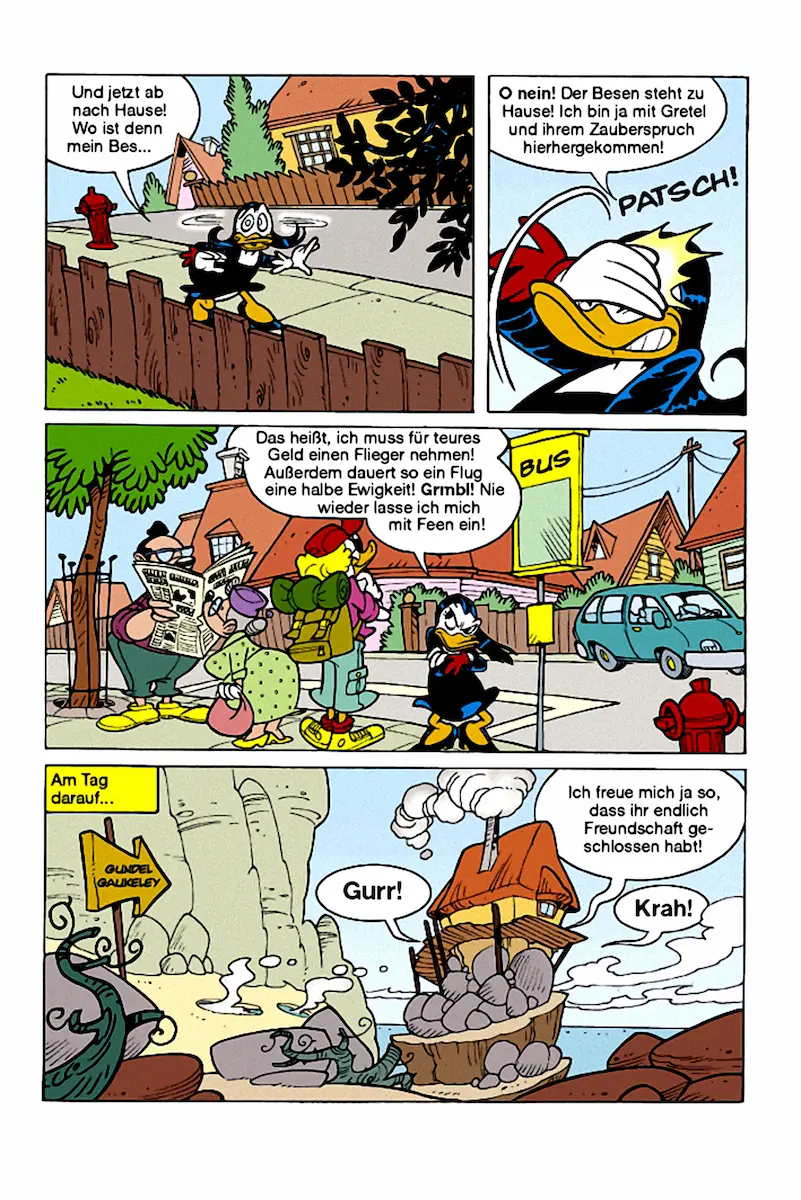 Und jetzt ab
nach Hause!
Wo ist denn
mein Bes...
O nein! Der Besen steht zu
Hause! Ich bin ja mit Gretel
und ihrem Zauberspruch
hierhergekommen!
PATSCH!
Das heißt, ich muss für teures
Geld einen Flieger nehmen!
Außerdem dauert so ein Flug
eine halbe Ewigkeit! Grmbl! Nie
wieder lasse ich mich
mit Feen ein!
BUS
Am Tag
darauf...
GUNDEL
GAUKELEY
Gurr!
Ich freue mich ja so,
dass ihr endlich
Freundschaft ge-
schlossen habt!
Krah!